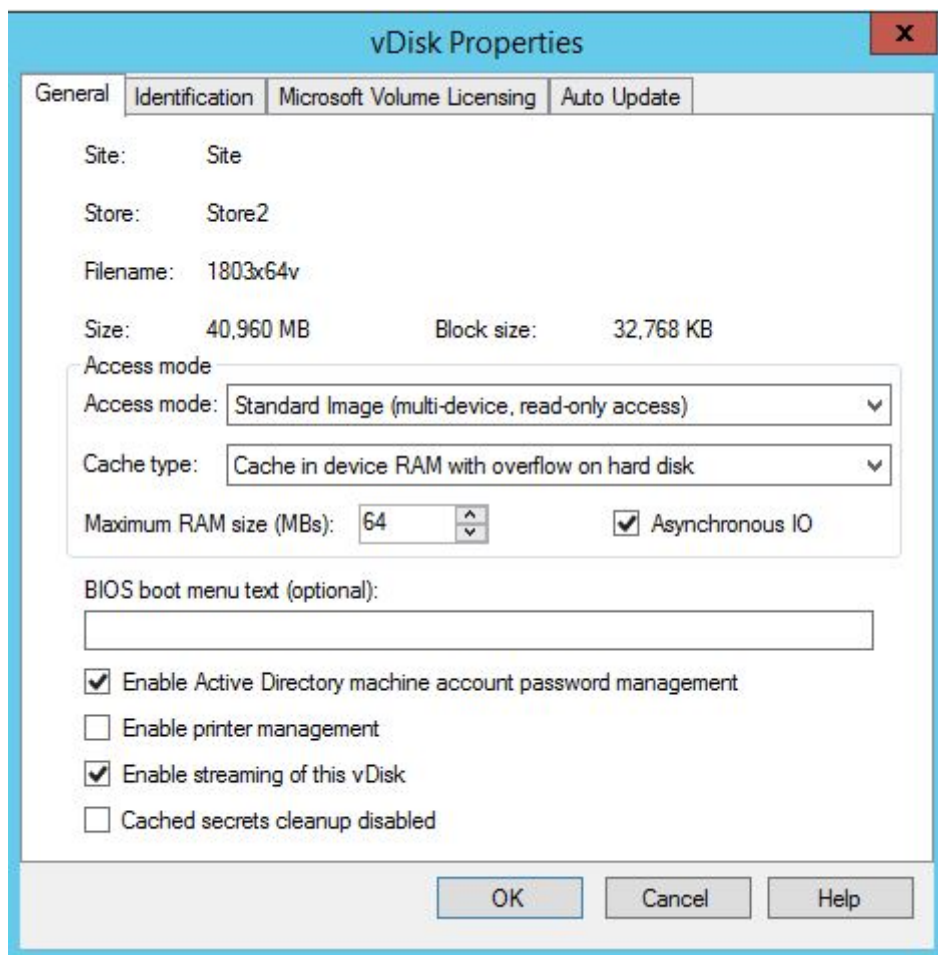 vDisk Properties
x
General Identification Microsoft Volume Licensing Auto Update
Site: Site
Store: Store2
Filename: 1803x64v
Size: 40,960 MB Block size: 32,768 KB
Access mode
Access mode: Standard Image (multi-device, read-only access)
Cache type: Cache in device RAM with overflow on hard disk
Maximum RAM size (MBs): 64 Asynchronous IO
BIOS boot menu text (optional):
Enable Active Directory machine account password management
Enable printer management
Enable streaming of this vDisk
Cached secrets cleanup disabled
OK Cancel Help